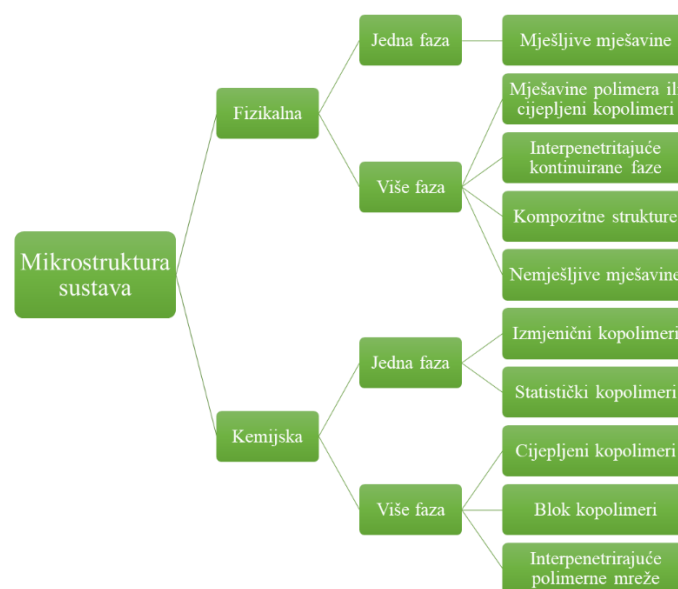 Mikrostruktura
sustava
Fizikalna
Jedna faza
Mješljive mješavine
Više faza
Mješavine polimera ili
cijepljeni kopolimeri
Interpenetritajuće
kontinuirane faze
Kompozitne strukture
Nemješljive mješavine
Kemijska
Jedna faza
Izmjenični kopolimeri
Statistički kopolimeri
Više faza
Cijepljeni kopolimeri
Blok kopolimeri
Interpenetrirajuće
polimerne mreže